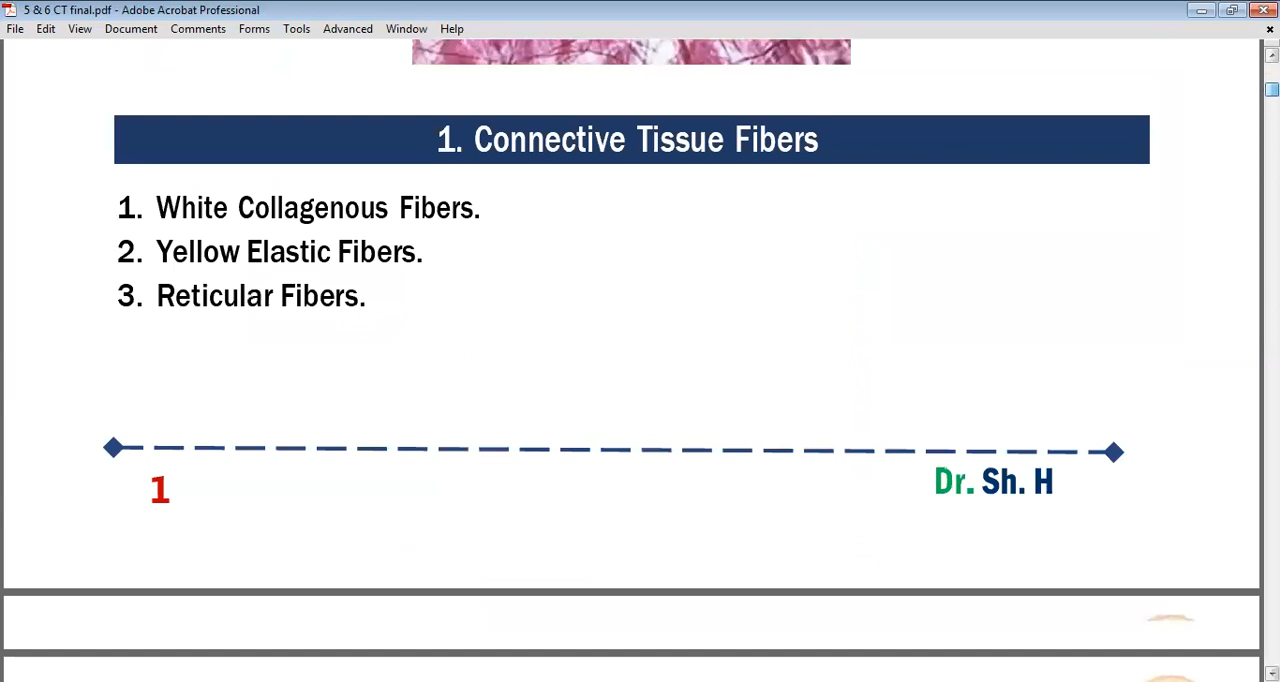 5 & 6 CT final.pdf - Adobe Acrobat Professional
File Edit View Document Comments Forms Tools Advanced Window Help
1. Connective Tissue Fibers
1. White Collagenous Fibers.
2. Yellow Elastic Fibers.
3. Reticular Fibers.
1
Dr. Sh. H